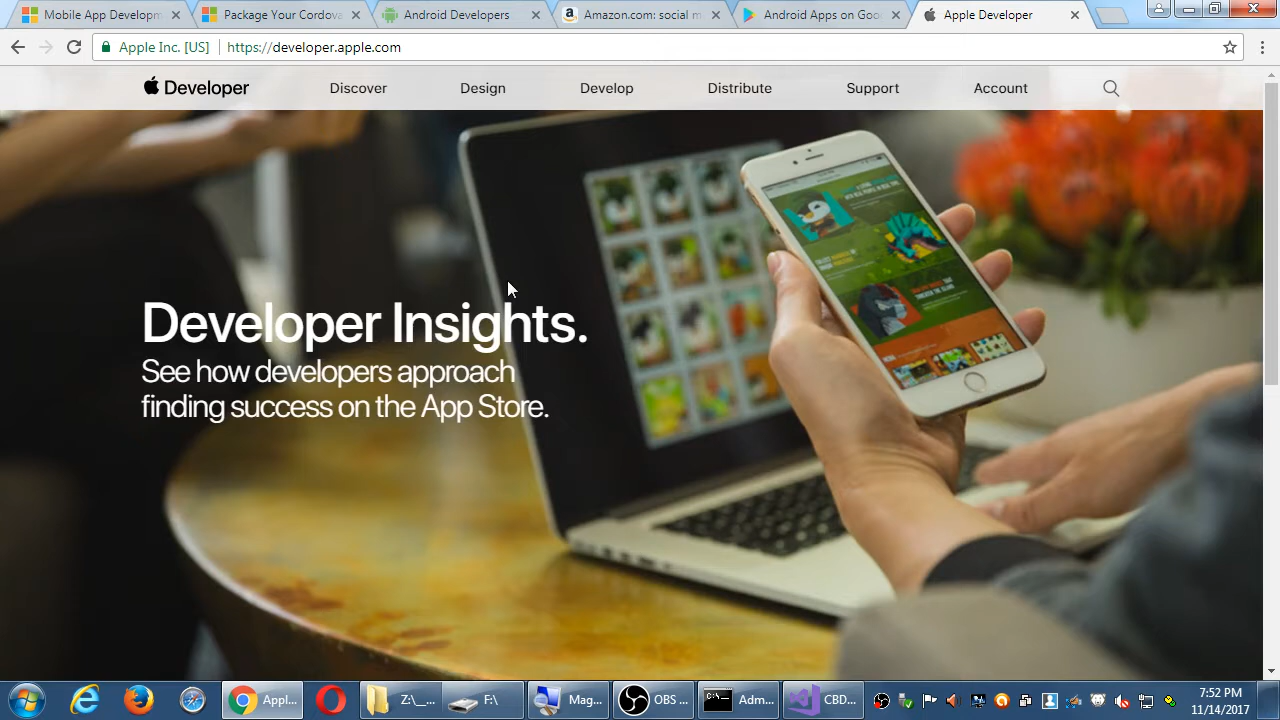 Mobile App Developm
Package Your Cordova
Android Developers
Amazon.com: social m
Android Apps on Goo
Apple Developer
Apple Inc. [US]
https://developer.apple.com
Developer
Discover
Design
Develop
Distribute
Support
Account
Developer Insights.
See how developers approach
finding success on the App Store.
Appl...
Z:\_...
F:\
Mag...
OBS ...
Adm...
CBD...
7:52 PM
11/14/2017